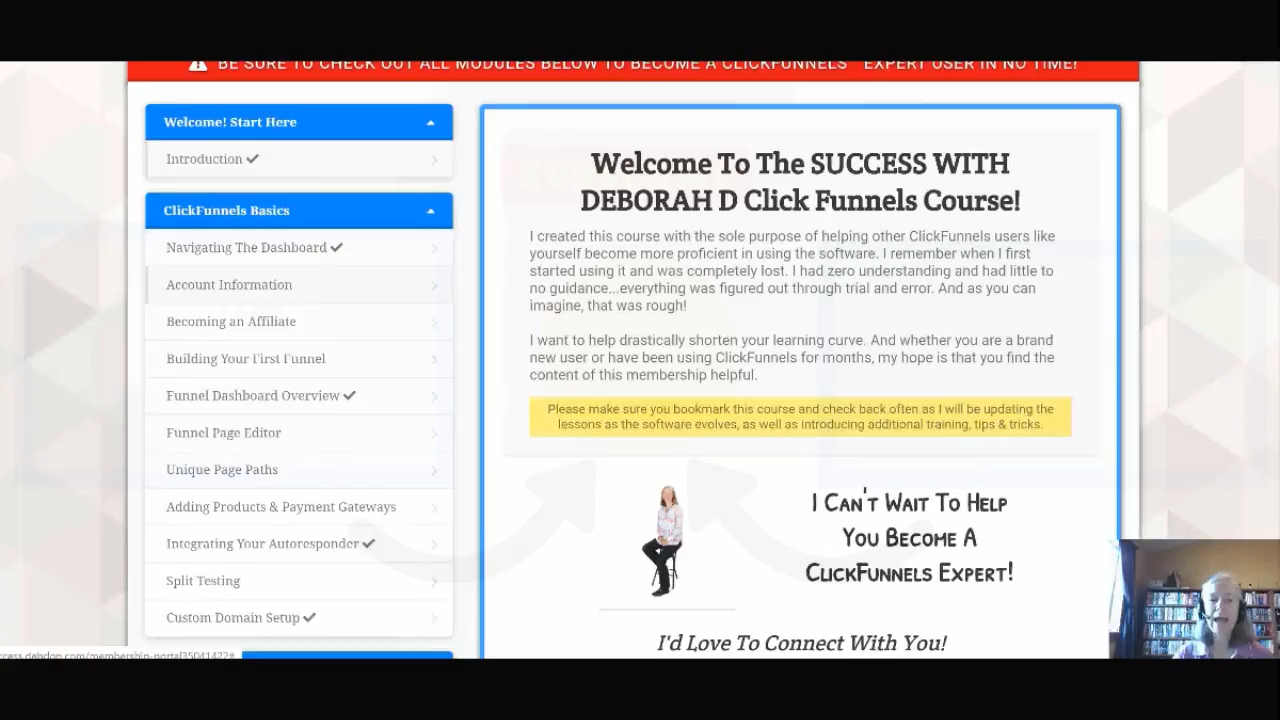 BE SURE TO CHECK OUT ALL MODULES BELOW TO BECOME A CLICKFUNNELS EXPERT USER IN NO TIME!
Welcome! Start Here
Introduction
ClickFunnels Basics
Navigating The Dashboard
Account Information
Becoming an Affiliate
Building Your First Funnel
Funnel Dashboard Overview
Funnel Page Editor
Unique Page Paths
Adding Products & Payment Gateways
Integrating Your Autoresponder
Split Testing
Custom Domain Setup
Welcome To The SUCCESS WITH
DEBORAH D Click Funnels Course!
I created this course with the sole purpose of helping other ClickFunnels users like
yourself become more proficient in using the software. I remember when I first
started using it and was completely lost. I had zero understanding and had little to
no guidance...everything was figured out through trial and error. And as you can
imagine, that was rough!
I want to help drastically shorten your learning curve. And whether you are a brand
new user or have been using ClickFunnels for months, my hope is that you find the
content of this membership helpful.
Please make sure you bookmark this course and check back often as I will be updating the
lessons as the software evolves, as well as introducing additional training, tips & tricks.
I Can't Wait To Help
You Become A
ClickFunnels Expert!
I'd Love To Connect With You!